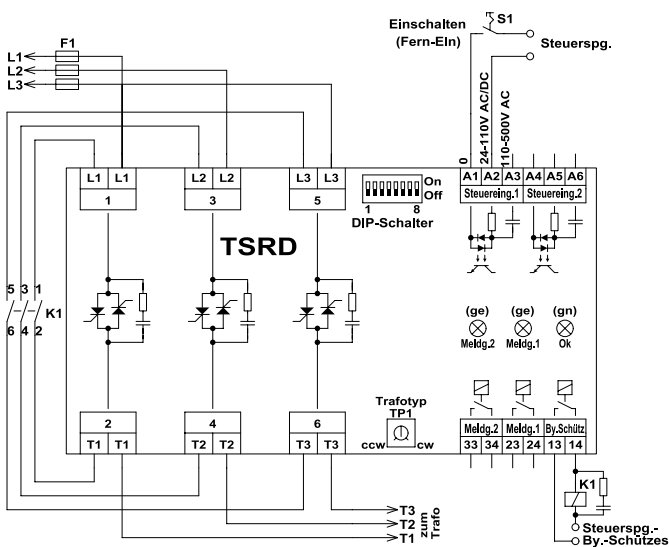 Einschalten
(Fern-EIn)
S1
Steuerspg.
F1
L1
L2
L3
0
24-110V AC/DC
110-500V AC
L1 L1 L2 L2 L3 L3
1 3 5
On
Off
1 8
DIP-Schalter
A1 A2 A3 A4 A5 A6
Steuereing.1 Steuereing.2
TSRD
5 3 1
K1
6 4 2
(ge) (ge) (gn)
Meldg.2 Meldg.1 Ok
Trafotyp
TP1
ccw cw
2 4 6
T1 T1 T2 T2 T3 T3
Meldg.2 Meldg.1 By.Schütz
33 34 23 24 13 14
K1
T3
T2
T1
zum
Trafo
Steuerspg.-
By.-Schützes